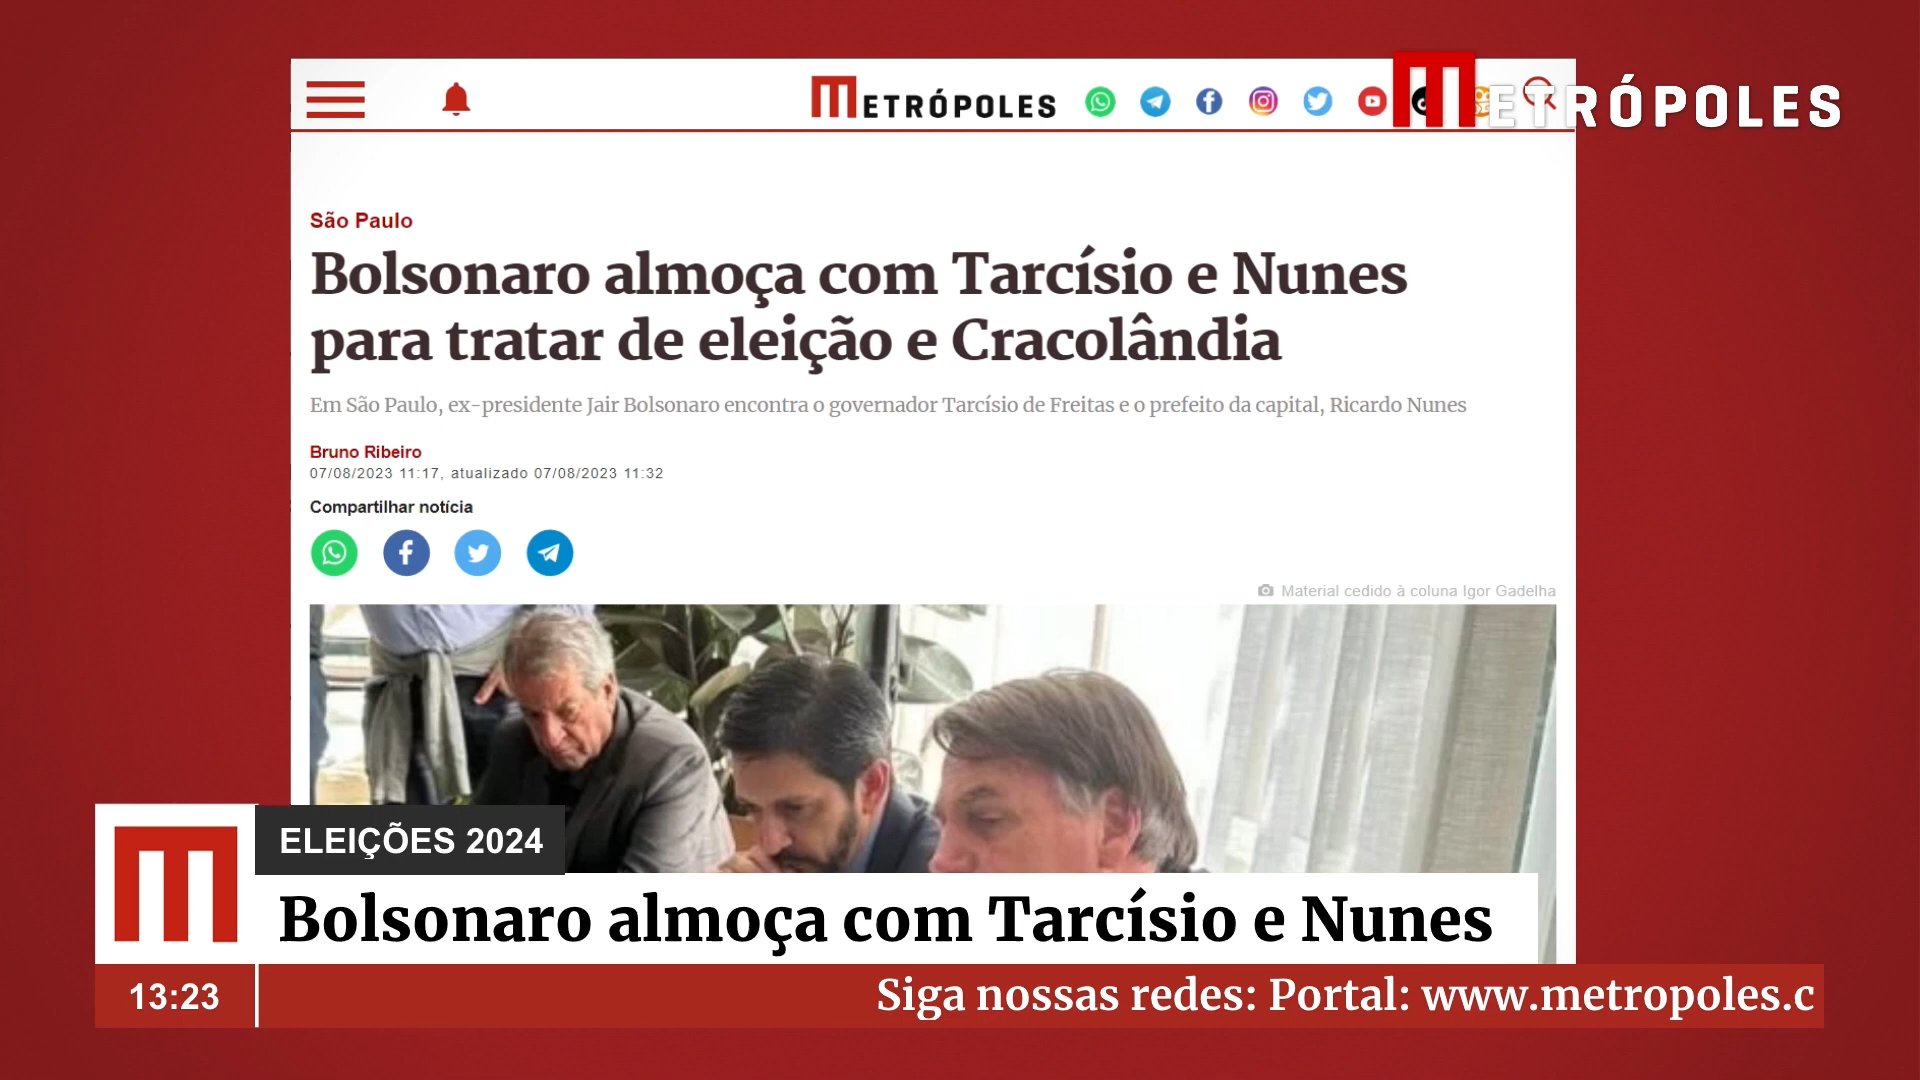 METRÓPOLES
METRÓPOLES
São Paulo
Bolsonaro almoça com Tarcísio e Nunes
para tratar de eleição e Cracolândia
Em São Paulo, ex-presidente Jair Bolsonaro encontra o governador Tarcísio de Freitas e o prefeito da capital, Ricardo Nunes
Bruno Ribeiro
07/08/2023 11:17, atualizado 07/08/2023 11:32
Compartilhar notícia
Material cedido à coluna Igor Gadelha
ELEIÇÕES 2024
Bolsonaro almoça com Tarcísio e Nunes
13:23
Siga nossas redes: Portal: www.metropoles.c